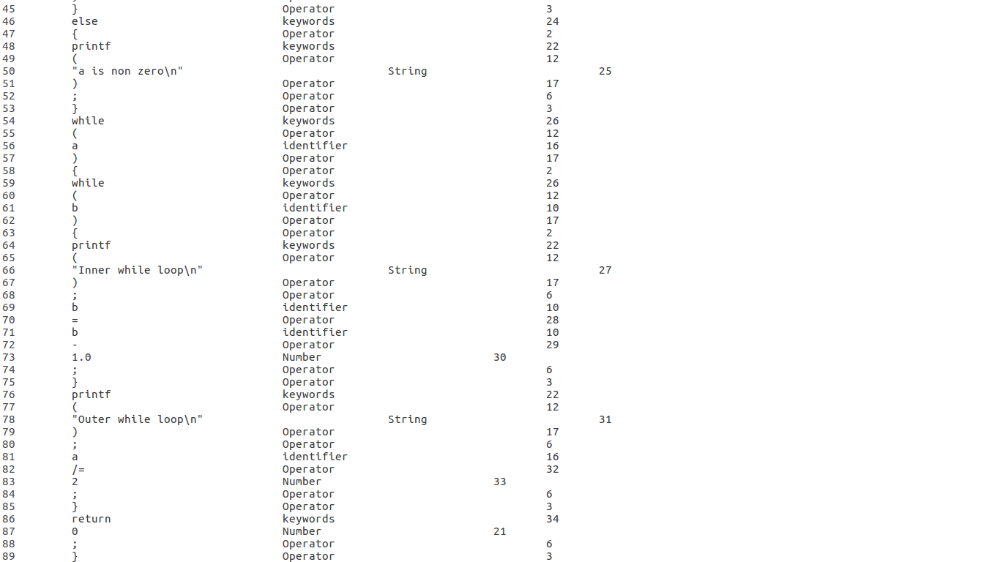 45 } Operator 3
46 else keywords 24
47 { Operator 2
48 printf keywords 22
49 ( Operator 12
50 "a is non zero\n" String 25
51 ) Operator 17
52 ; Operator 6
53 } Operator 3
54 while keywords 26
55 ( Operator 12
56 a identifier 16
57 ) Operator 17
58 { Operator 2
59 while keywords 26
60 ( Operator 12
61 b identifier 10
62 ) Operator 17
63 { Operator 2
64 printf keywords 22
65 ( Operator 12
66 "Inner while loop\n" String 27
67 ) Operator 17
68 ; Operator 6
69 b identifier 10
70 = Operator 28
71 b identifier 10
72 - Operator 29
73 1.0 Number 30
74 ; Operator 6
75 } Operator 3
76 printf keywords 22
77 ( Operator 12
78 "Outer while loop\n" String 31
79 ) Operator 17
80 ; Operator 6
81 a identifier 16
82 /= Operator 32
83 2 Number 33
84 ; Operator 6
85 } Operator 3
86 return keywords 34
87 0 Number 21
88 ; Operator 6
89 } Operator 3